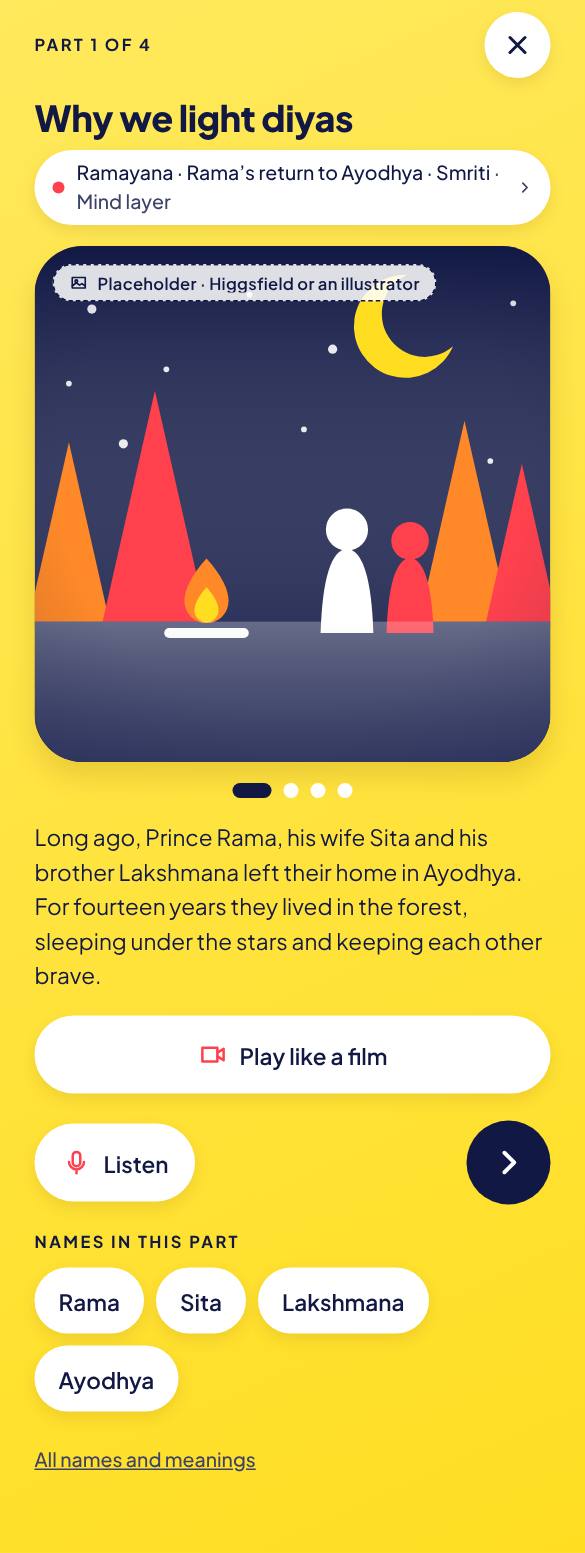 PART 1 OF 4
Why we light diyas
Ramayana · Rama’s return to Ayodhya · Smriti ·
Mind layer
Placeholder · Higgsfield or an illustrator
Long ago, Prince Rama, his wife Sita and his
brother Lakshmana left their home in Ayodhya.
For fourteen years they lived in the forest,
sleeping under the stars and keeping each other
brave.
Play like a film
Listen
NAMES IN THIS PART
Rama
Sita
Lakshmana
Ayodhya
All names and meanings